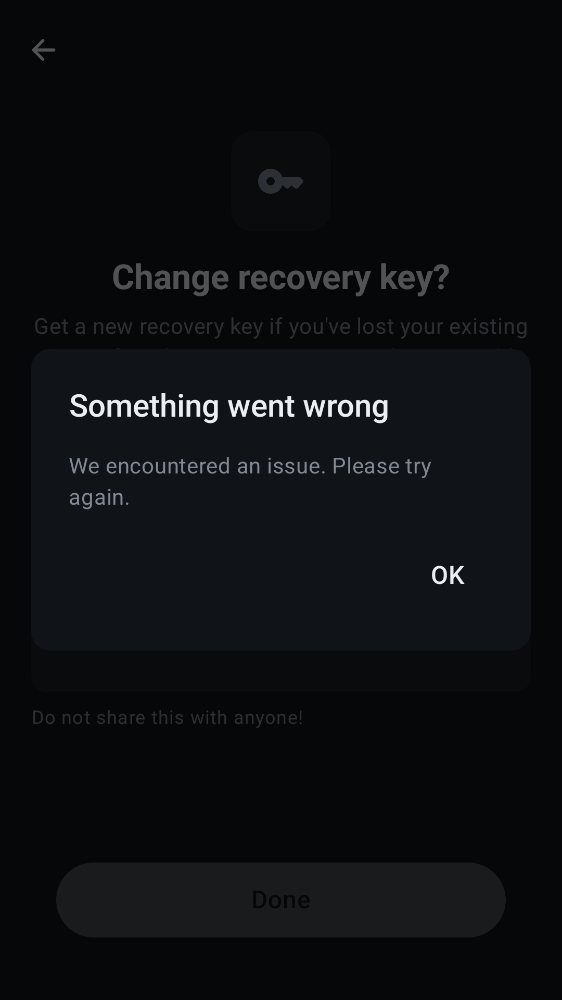 Change recovery key?
Get a new recovery key if you've lost your existing
Something went wrong
We encountered an issue. Please try
again.
OK
Do not share this with anyone!
Done